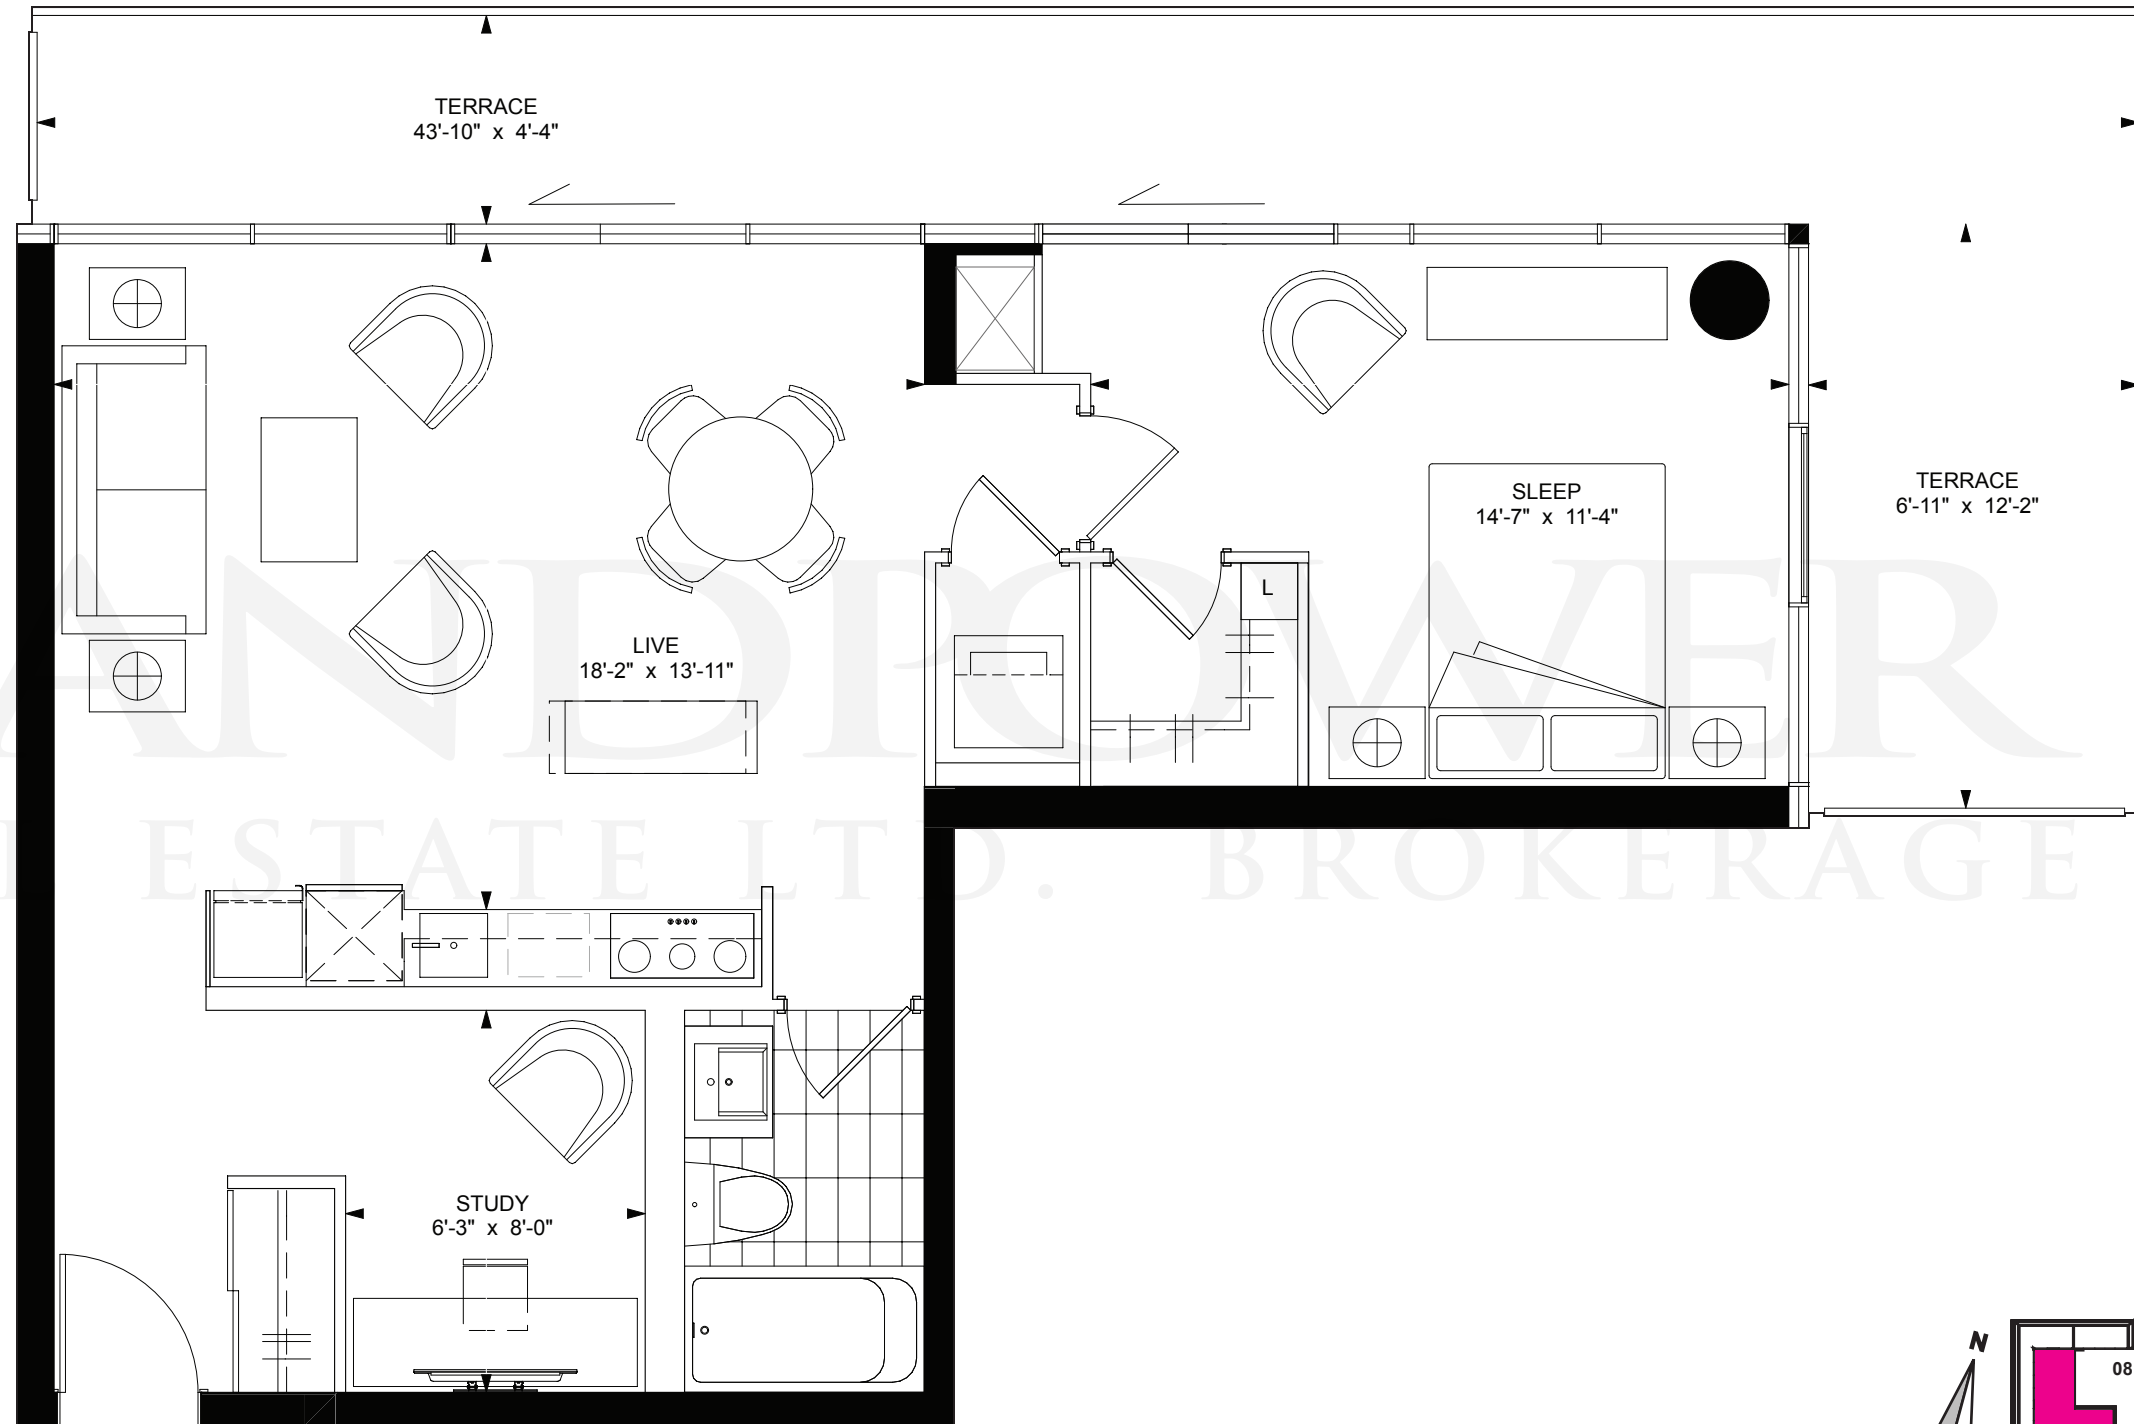 TERRACE
43'-10" x 4'-4"
TERRACE
6'-11" x 12'-2"
SLEEP
14'-7" x 11'-4"
L
LIVE
18'-2" x 13'-11"
ANDPOWER
ESTATE LTD. BROKERAGE
STUDY
6'-3" x 8'-0"
N
08